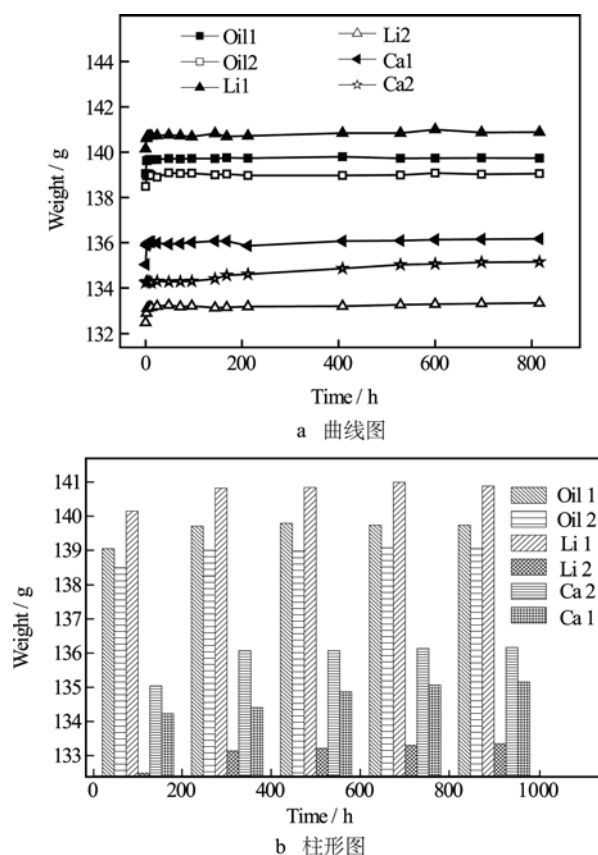 144
142
140
138
136
134
132
Weight / g
Oil1
Oil2
Li1
Li2
Ca1
Ca2
0
200
400
600
800
Time / h
a 曲线图
141
140
139
138
137
136
135
134
133
Weight / g
Oil 1
Oil 2
Li 1
Li 2
Ca 2
Ca 1
0
200
400
600
800
1000
Time / h
b 柱形图